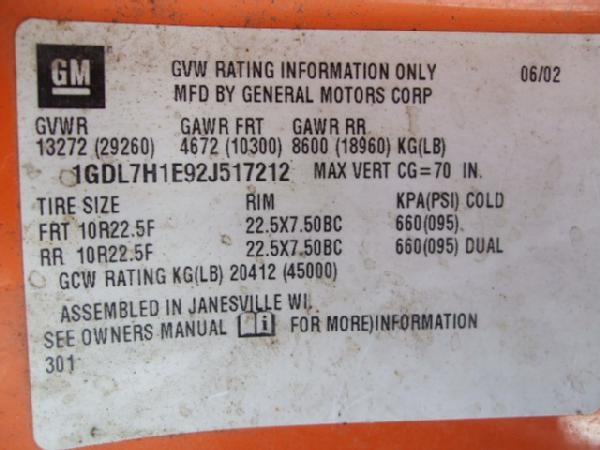 GM
GVW RATING INFORMATION ONLY 06/02
MFD BY GENERAL MOTORS CORP
GVWR GAWR FRT GAWR RR
13272 (29260) 4672 (10300) 8600 (18960) KG(LB)
1GDL7H1E92J517212 MAX VERT CG=70 IN.
TIRE SIZE RIM KPA(PSI) COLD
FRT 10R22.5F 22.5X7.50BC 660(095)
RR 10R22.5F 22.5X7.50BC 660(095) DUAL
GCW RATING KG(LB) 20412 (45000)
ASSEMBLED IN JANESVILLE WI.
SEE OWNERS MANUAL i FOR MORE)INFORMATION
301